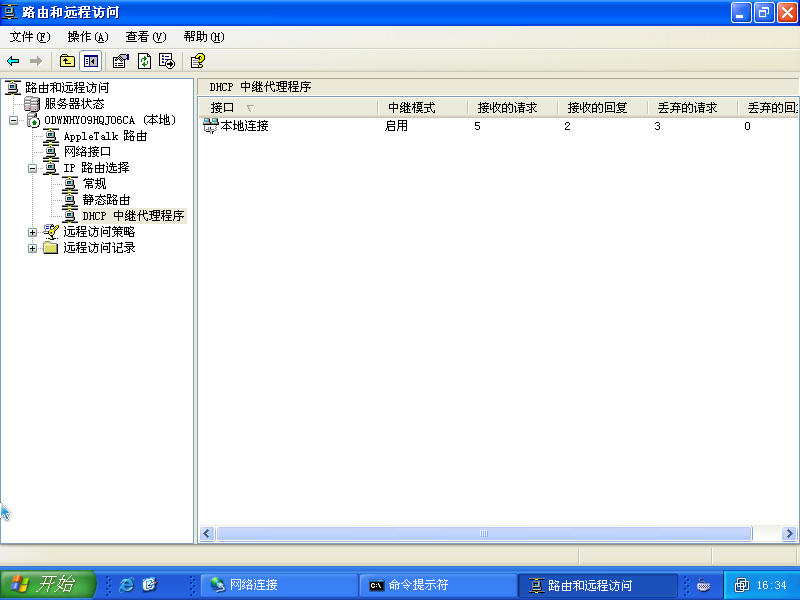 路由和远程访问
文件(F) 操作(A) 查看(V) 帮助(H)
路由和远程访问
服务器状态
ODWNHYO9HQJ06CA (本地)
AppleTalk 路由
网络接口
IP 路由选择
常规
静态路由
DHCP 中继代理程序
远程访问策略
远程访问记录
DHCP 中继代理程序
接口 中继模式 接收的请求 接收的回复 丢弃的请求 丢弃的回
本地连接 启用 5 2 3 0
开始 网络连接 命令提示符 路由和远程访问 16:34